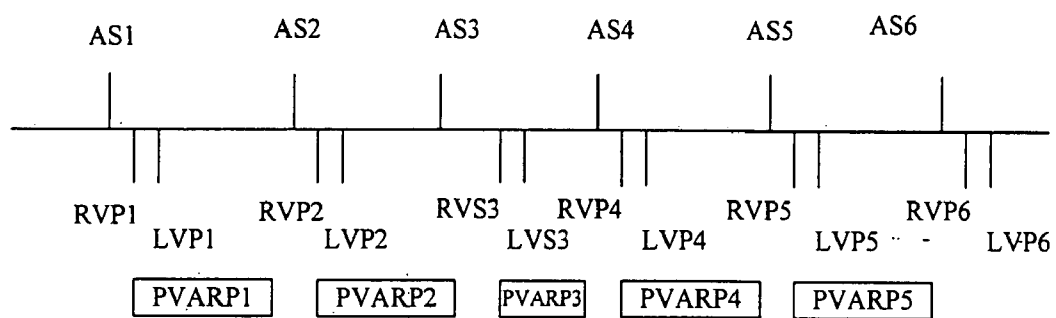 AS1 AS2 AS3 AS4 AS5 AS6
RVP1 RVP2 RVS3 RVP4 RVP5 RVP6
LVP1 LVP2 LVS3 LVP4 LVP5 LVP6
PVARP1 PVARP2 PVARP3 PVARP4 PVARP5